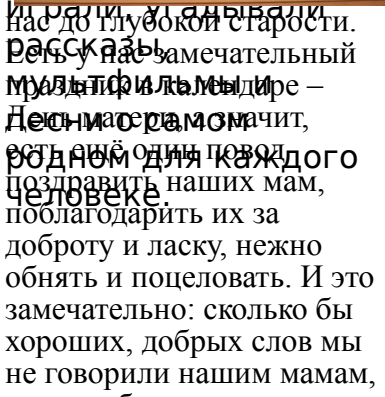 играли, угадывали
рассказы,
мультфильмы и
песни о самом
родном для каждого
человеке.
нас до глубокой старости.
Есть у нас замечательный
праздник в календаре –
День матери, а значит,
есть ещё один повод
поздравить наших мам,
поблагодарить их за
доброту и ласку, нежно
обнять и поцеловать. И это
замечательно: сколько бы
хороших, добрых слов мы
не говорили нашим мамам,